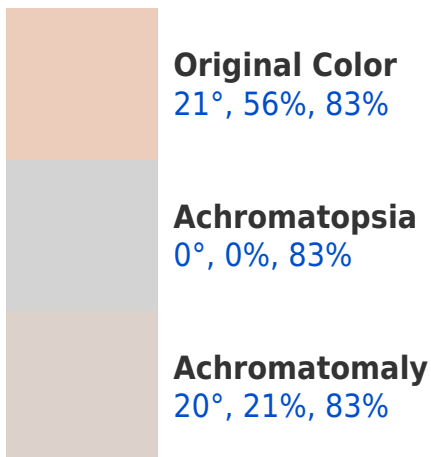 Original Color
21°, 56%, 83%
Achromatopsia
0°, 0%, 83%
Achromatomaly
20°, 21%, 83%